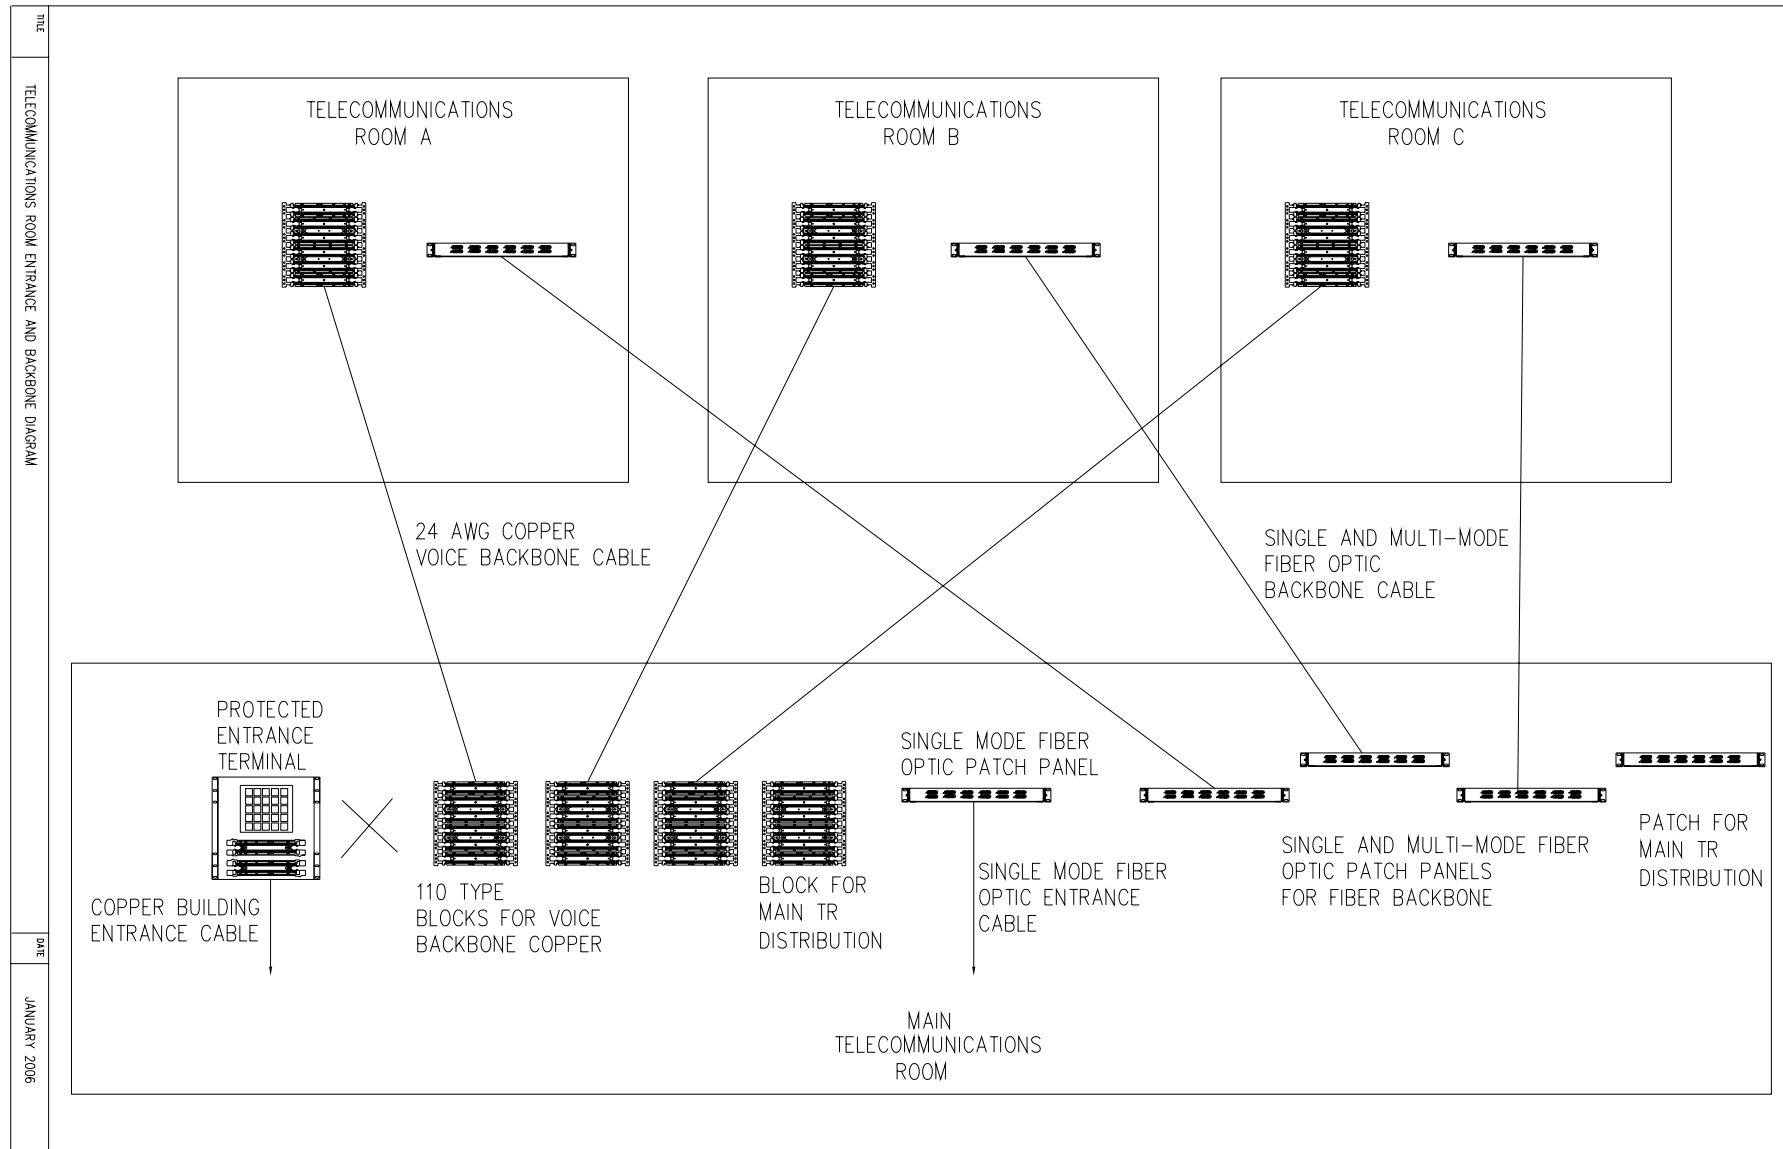 TITLE
TELECOMMUNICATIONS ROOM ENTRANCE AND BACKBONE DIAGRAM
DATE
JANUARY 2006
TELECOMMUNICATIONS
ROOM A
TELECOMMUNICATIONS
ROOM B
TELECOMMUNICATIONS
ROOM C
24 AWG COPPER
VOICE BACKBONE CABLE
SINGLE AND MULTI-MODE
FIBER OPTIC
BACKBONE CABLE
PROTECTED
ENTRANCE
TERMINAL
SINGLE MODE FIBER
OPTIC PATCH PANEL
COPPER BUILDING
ENTRANCE CABLE
110 TYPE
BLOCKS FOR VOICE
BACKBONE COPPER
BLOCK FOR
MAIN TR
DISTRIBUTION
SINGLE MODE FIBER
OPTIC ENTRANCE
CABLE
SINGLE AND MULTI-MODE FIBER
OPTIC PATCH PANELS
FOR FIBER BACKBONE
PATCH FOR
MAIN TR
DISTRIBUTION
MAIN
TELECOMMUNICATIONS
ROOM